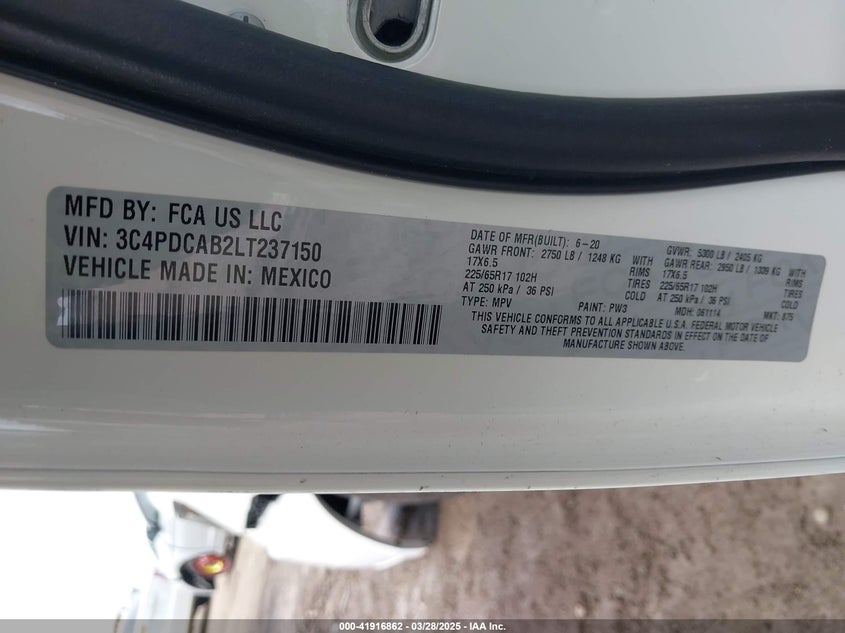 MFD BY: FCA US LLC
VIN: 3C4PDCAB2LT237150
VEHICLE MADE IN: MEXICO
DATE OF MFR(BUILT): 6-20 GVWR: 5300 LB / 2405 KG
GAWR FRONT: 2750 LB / 1248 KG WITH GAWR REAR: 2950 LB / 1309 KG WITH
17X6.5 RIMS 17X6.5 RIMS
225/65R17 102H TIRES 225/65R17 102H TIRES
AT 250 kPa / 36 PSI COLD AT 250 kPa / 36 PSI COLD
TYPE: MPV PAINT: PW3 MDH: 061114 MKT: 875
THIS VEHICLE CONFORMS TO ALL APPLICABLE U.S.A. FEDERAL MOTOR VEHICLE
SAFETY AND THEFT PREVENTION STANDARDS IN EFFECT ON THE DATE OF
MANUFACTURE SHOWN ABOVE.
000-41916862 — 03/28/2025 — IAA Inc.